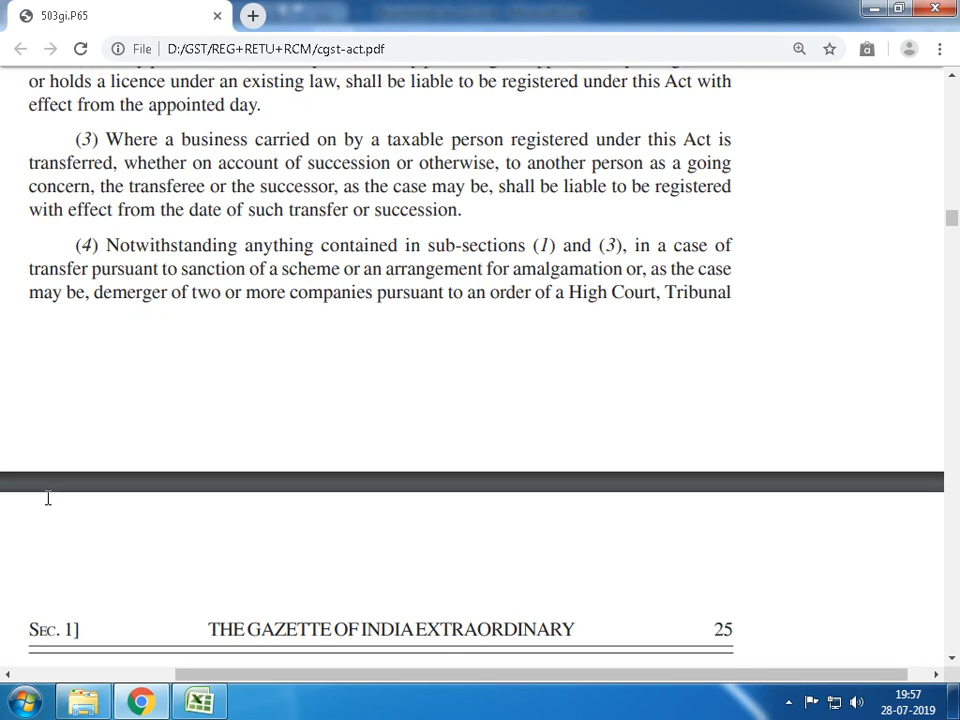 503gi.P65
File
D:/GST/REG+RETU+RCM/cgst-act.pdf
or holds a licence under an existing law, shall be liable to be registered under this Act with
effect from the appointed day.
(3) Where a business carried on by a taxable person registered under this Act is
transferred, whether on account of succession or otherwise, to another person as a going
concern, the transferee or the successor, as the case may be, shall be liable to be registered
with effect from the date of such transfer or succession.
(4) Notwithstanding anything contained in sub-sections (1) and (3), in a case of
transfer pursuant to sanction of a scheme or an arrangement for amalgamation or, as the case
may be, demerger of two or more companies pursuant to an order of a High Court, Tribunal
SEC. 1] THE GAZETTE OF INDIA EXTRAORDINARY 25
19:57
28-07-2019